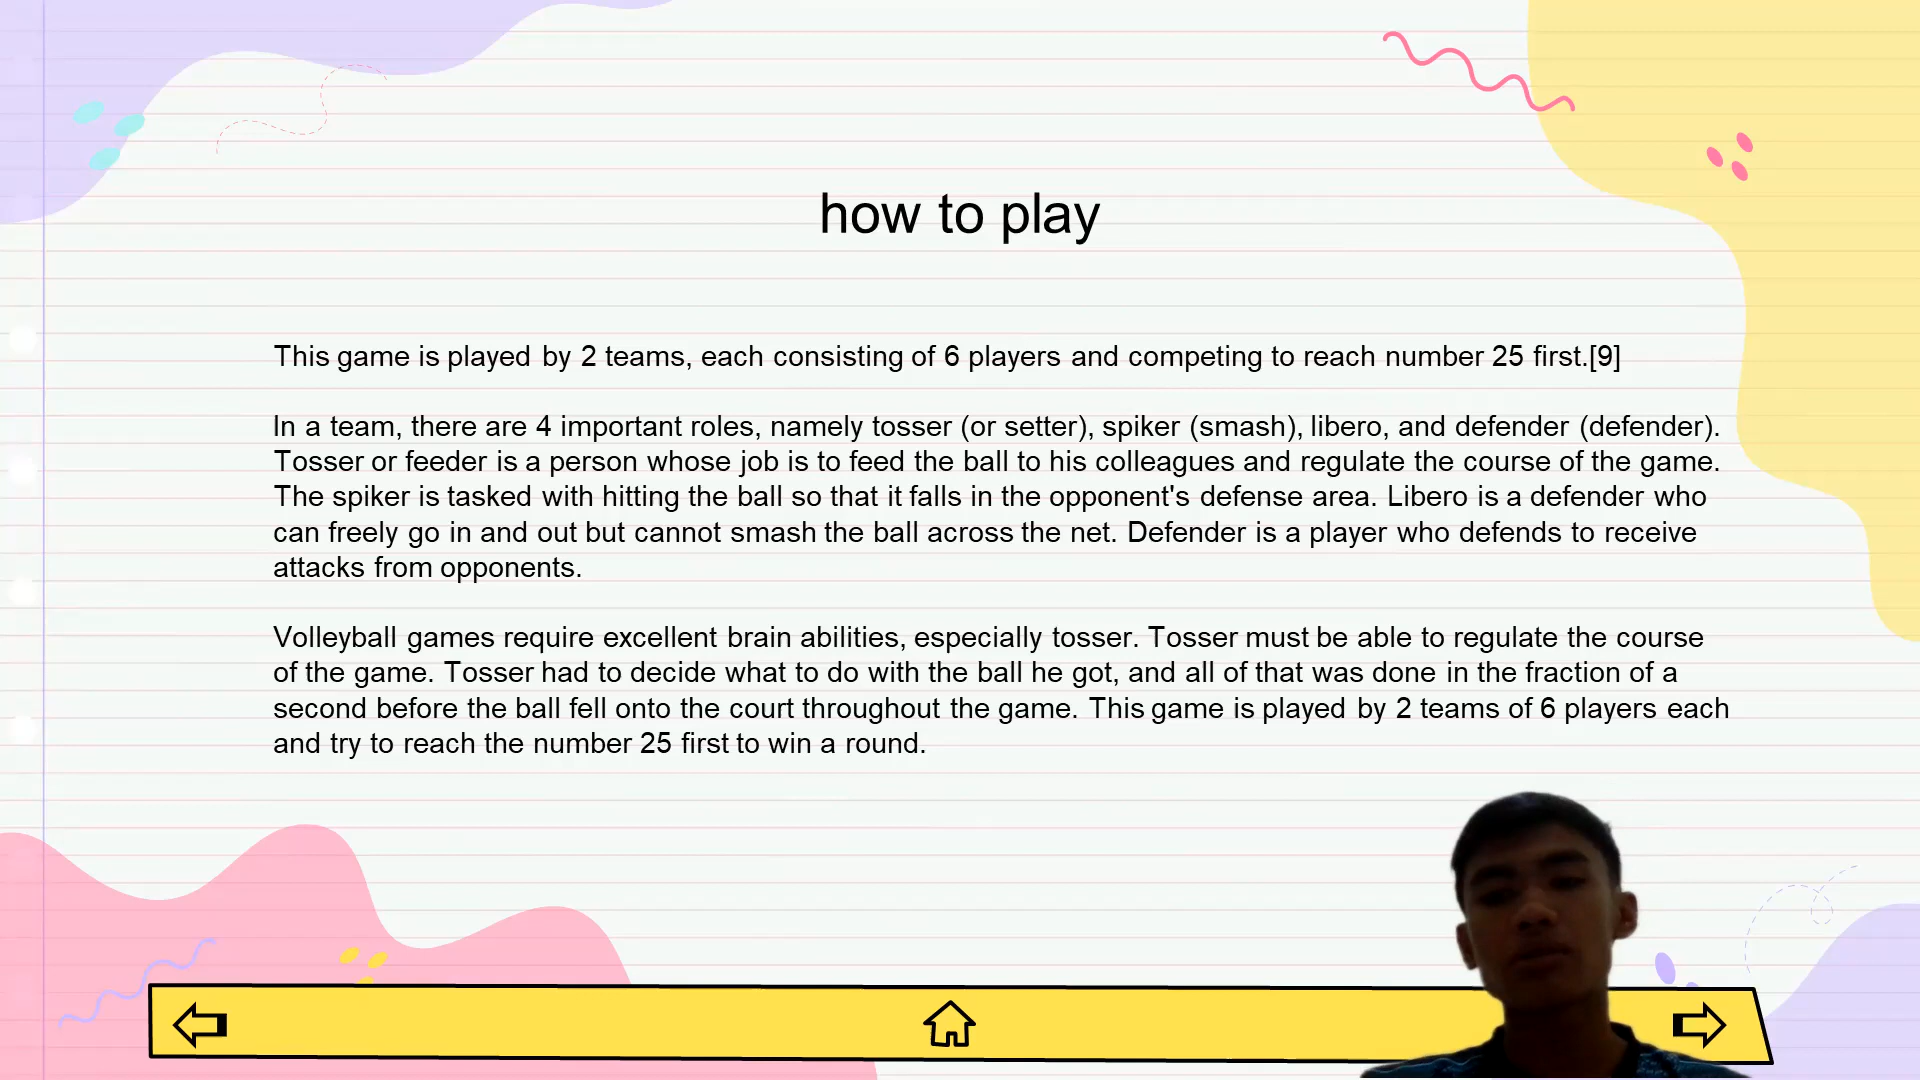 how to play
This game is played by 2 teams, each consisting of 6 players and competing to reach number 25 first.[9]
In a team, there are 4 important roles, namely tosser (or setter), spiker (smash), libero, and defender (defender).
Tosser or feeder is a person whose job is to feed the ball to his colleagues and regulate the course of the game.
The spiker is tasked with hitting the ball so that it falls in the opponent's defense area. Libero is a defender who
can freely go in and out but cannot smash the ball across the net. Defender is a player who defends to receive
attacks from opponents.
Volleyball games require excellent brain abilities, especially tosser. Tosser must be able to regulate the course
of the game. Tosser had to decide what to do with the ball he got, and all of that was done in the fraction of a
second before the ball fell onto the court throughout the game. This game is played by 2 teams of 6 players each
and try to reach the number 25 first to win a round.